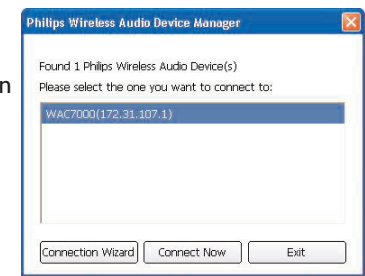 Philips Wireless Audio Device Manager
Found 1 Philips Wireless Audio Device(s)
Please select the one you want to connect to:
WAC7000(172.31.107.1)
Connection Wizard Connect Now Exit